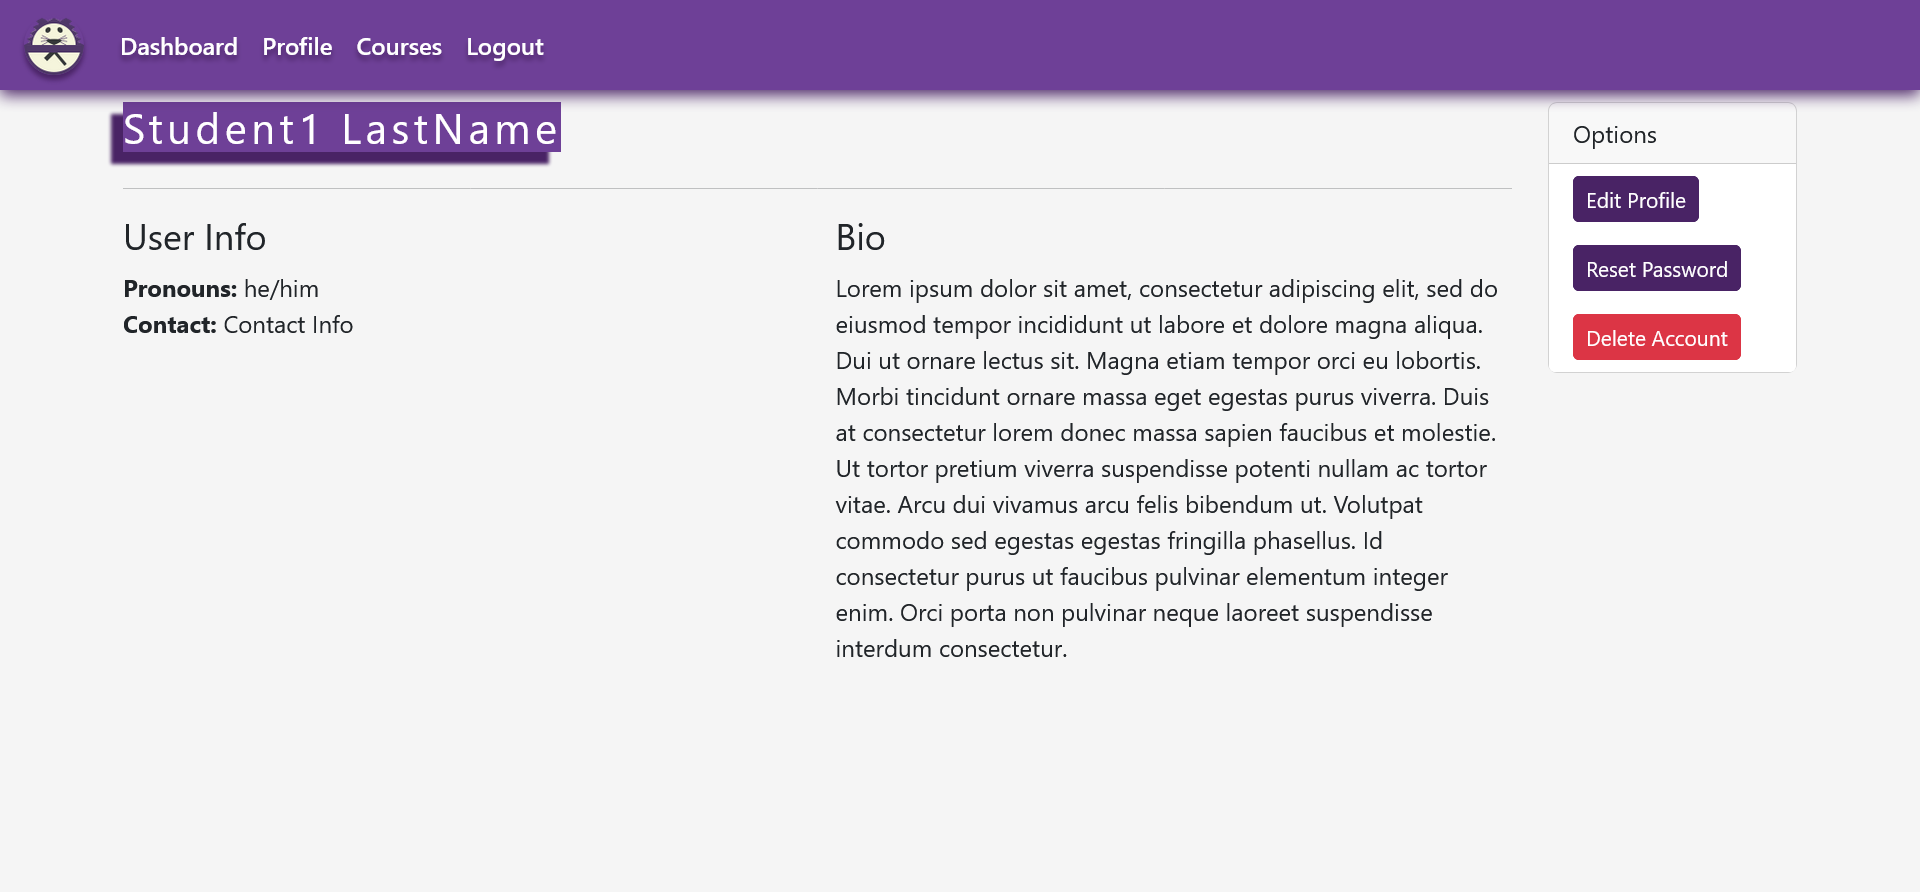 Dashboard Profile Courses Logout
Student1 LastName
User Info
Pronouns: he/him
Contact: Contact Info
Bio
Lorem ipsum dolor sit amet, consectetur adipiscing elit, sed do
eiusmod tempor incididunt ut labore et dolore magna aliqua.
Dui ut ornare lectus sit. Magna etiam tempor orci eu lobortis.
Morbi tincidunt ornare massa eget egestas purus viverra. Duis
at consectetur lorem donec massa sapien faucibus et molestie.
Ut tortor pretium viverra suspendisse potenti nullam ac tortor
vitae. Arcu dui vivamus arcu felis bibendum ut. Volutpat
commodo sed egestas egestas fringilla phasellus. Id
consectetur purus ut faucibus pulvinar elementum integer
enim. Orci porta non pulvinar neque laoreet suspendisse
interdum consectetur.
Options
Edit Profile
Reset Password
Delete Account